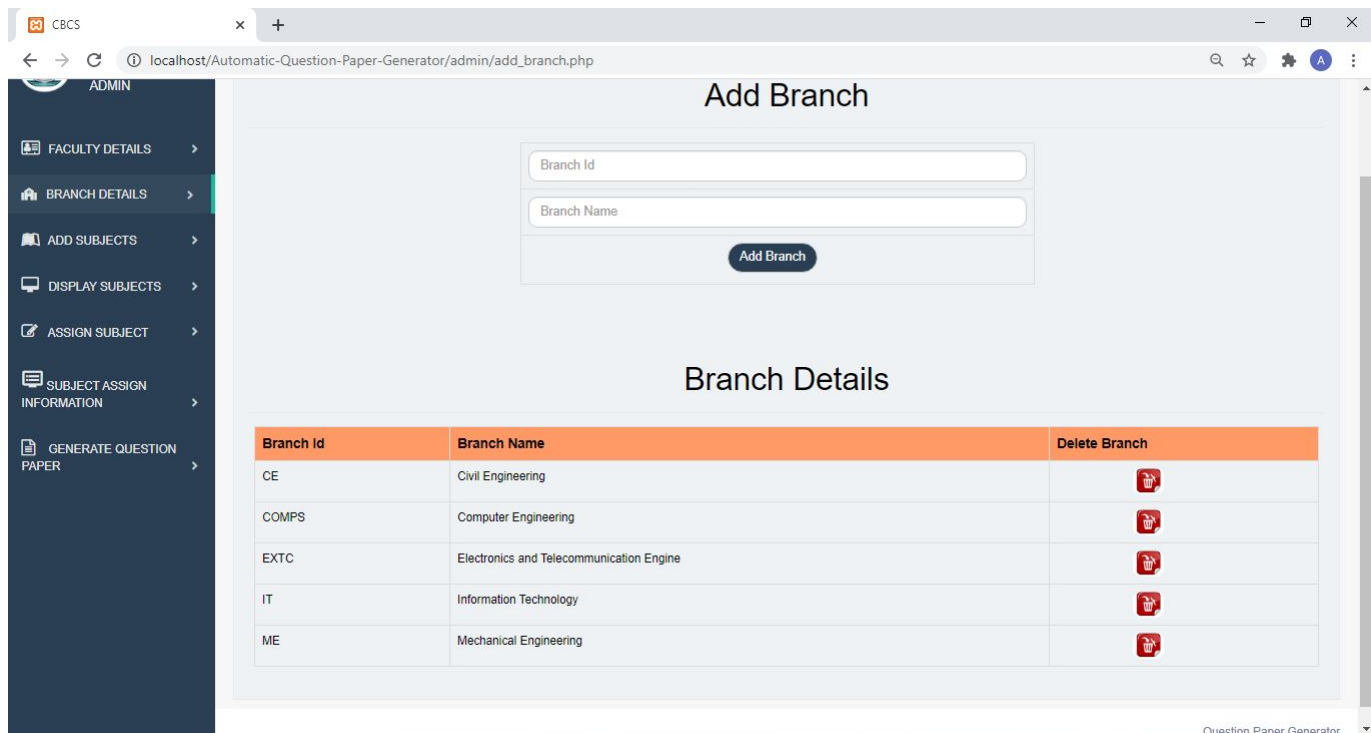 CBCS
localhost/Automatic-Question-Paper-Generator/admin/add_branch.php
A
ADMIN
FACULTY DETAILS
BRANCH DETAILS
ADD SUBJECTS
DISPLAY SUBJECTS
ASSIGN SUBJECT
SUBJECT ASSIGN
INFORMATION
GENERATE QUESTION
PAPER
Add Branch
Branch Id
Branch Name
Add Branch
Branch Details
Branch Id Branch Name Delete Branch
CE Civil Engineering
COMPS Computer Engineering
EXTC Electronics and Telecommunication Engine
IT Information Technology
ME Mechanical Engineering
Question Paper Generator